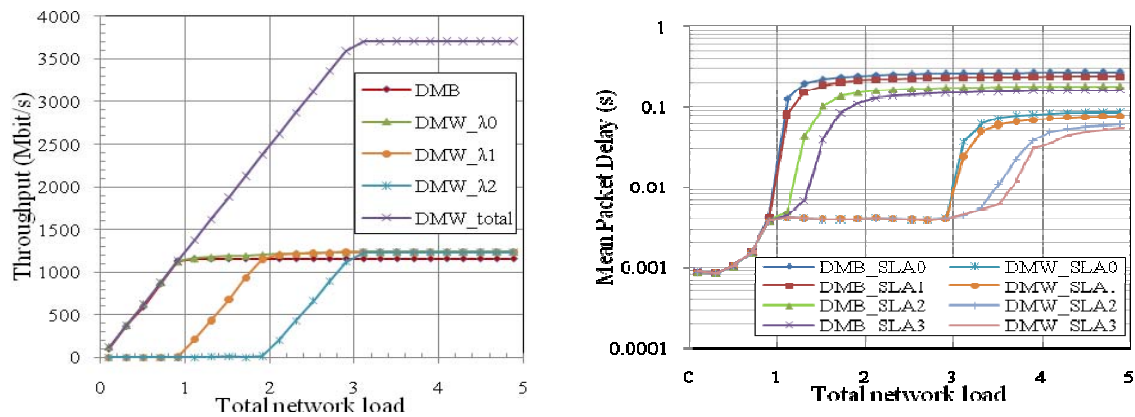 4000
3500
3000
2500
2000
1500
1000
500
0
Throughput (Mbit/s)
DMB
DMW_λ0
DMW_λ1
DMW_λ2
DMW_total
0 1 2 3 4 5
Total network load
1
0.1
0.01
0.001
0.0001
Mean Packet Delay (s)
DMB_SLA0 DMW_SLA0
DMB_SLA1 DMW_SLA.
DMB_SLA2 DMW_SLA2
DMB_SLA3 DMW_SLA3
0 1 2 3 4 5
Total network load